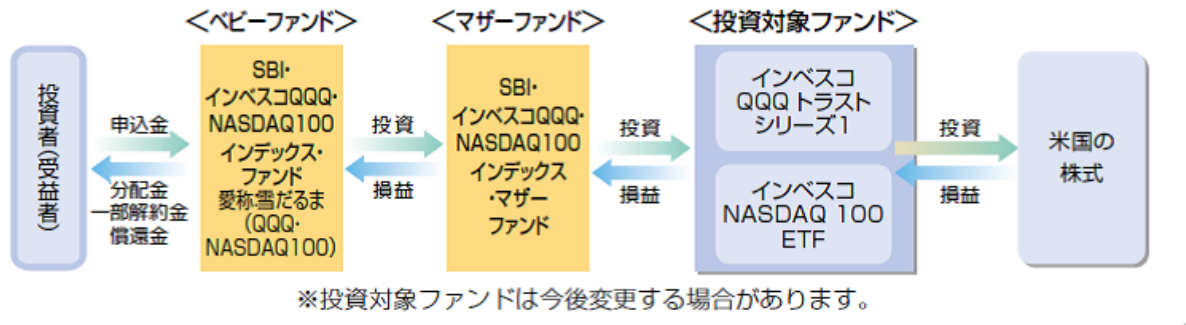 <ベビーファンド>
<マザーファンド>
<投資対象ファンド>
投資者(受益者)
申込金
分配金
一部解約金
償還金
SBI・
インベスコQQQ・
NASDAQ100
インデックス・
ファンド
愛称:雪だるま
(QQQ・
NASDAQ100)
投資
損益
SBI・
インベスコQQQ・
NASDAQ100
インデックス
・マザー
ファンド
投資
損益
インベスコ
QQQ トラスト
シリーズ1
インベスコ
NASDAQ 100
ETF
投資
損益
米国の
株式
※投資対象ファンドは今後変更する場合があります。